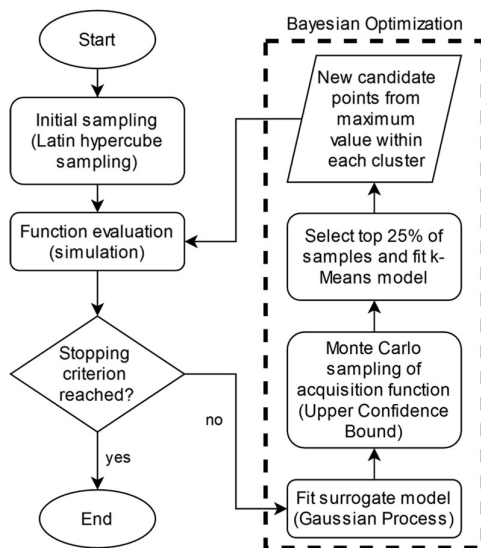 Start
Initial sampling
(Latin hypercube
sampling)
Function evaluation
(simulation)
Stopping
criterion
reached?
yes
no
End
Bayesian Optimization
New candidate
points from
maximum
value within
each cluster
Select top 25% of
samples and fit k-
Means model
Monte Carlo
sampling of
acquisition function
(Upper Confidence
Bound)
Fit surrogate model
(Gaussian Process)